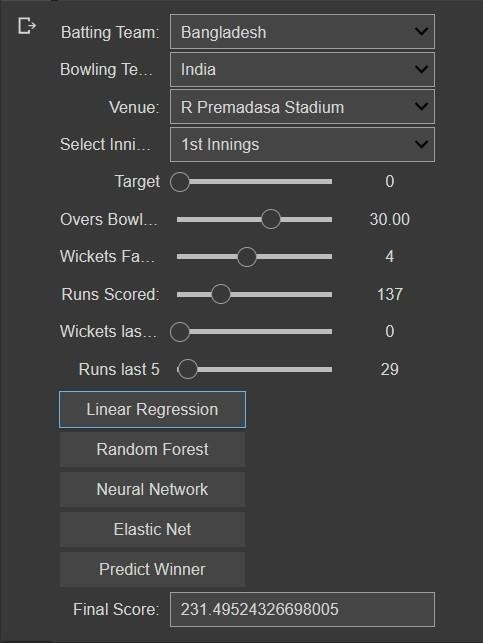 Batting Team: Bangladesh
Bowling Te... India
Venue: R Premadasa Stadium
Select Inni... 1st Innings
Target 0
Overs Bowl... 30.00
Wickets Fa... 4
Runs Scored: 137
Wickets las... 0
Runs last 5 29
Linear Regression
Random Forest
Neural Network
Elastic Net
Predict Winner
Final Score: 231.49524326698005